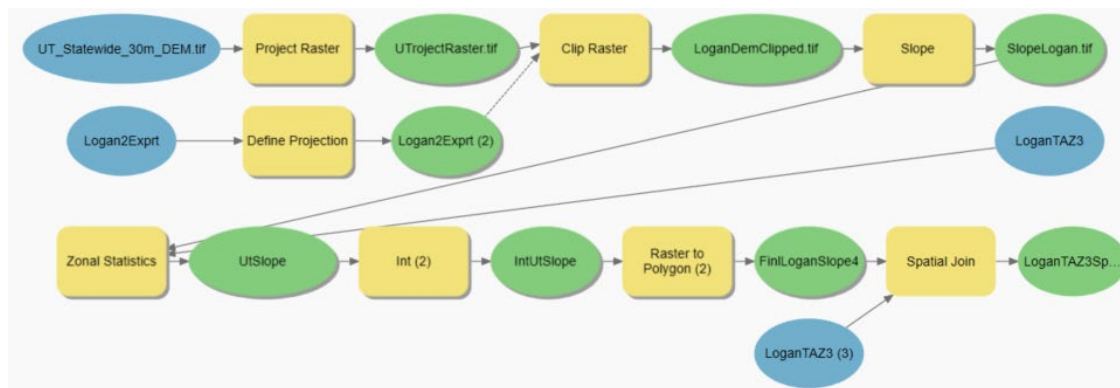 UT_Statewide_30m_DEM.tif
Project Raster
UTrojectRaster.tif
Clip Raster
LoganDemClipped.tif
Slope
SlopeLogan.tif
Logan2Exprt
Define Projection
Logan2Exprt (2)
LoganTAZ3
Zonal Statistics
UtSlope
Int (2)
IntUtSlope
Raster to
Polygon (2)
FinlLoganSlope4
Spatial Join
LoganTAZ3Sp...
LoganTAZ3 (3)